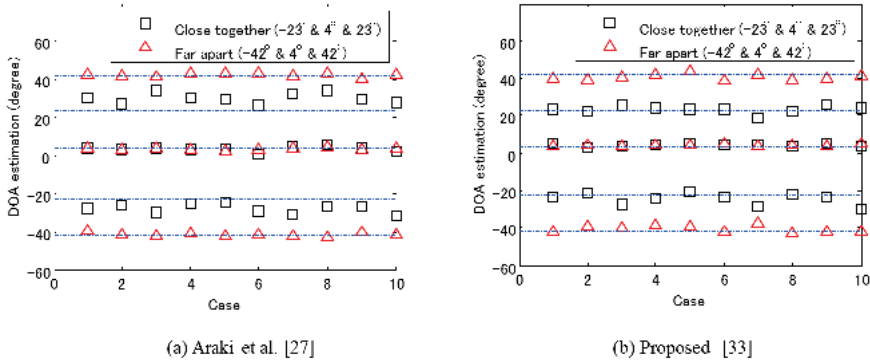 Close together (-23° & 4° & 23°)
Far apart (-42° & 4° & 42°)
DOA estimation (degree)
60
40
20
0
-20
-40
-60
0
2
4
6
8
10
Case
(a) Araki et al. [27]
Close together (-23° & 4° & 23°)
Far apart (-42° & 4° & 42°)
DOA estimation (degree)
60
40
20
0
-20
-40
-60
0
2
4
6
8
10
Case
(b) Proposed [33]